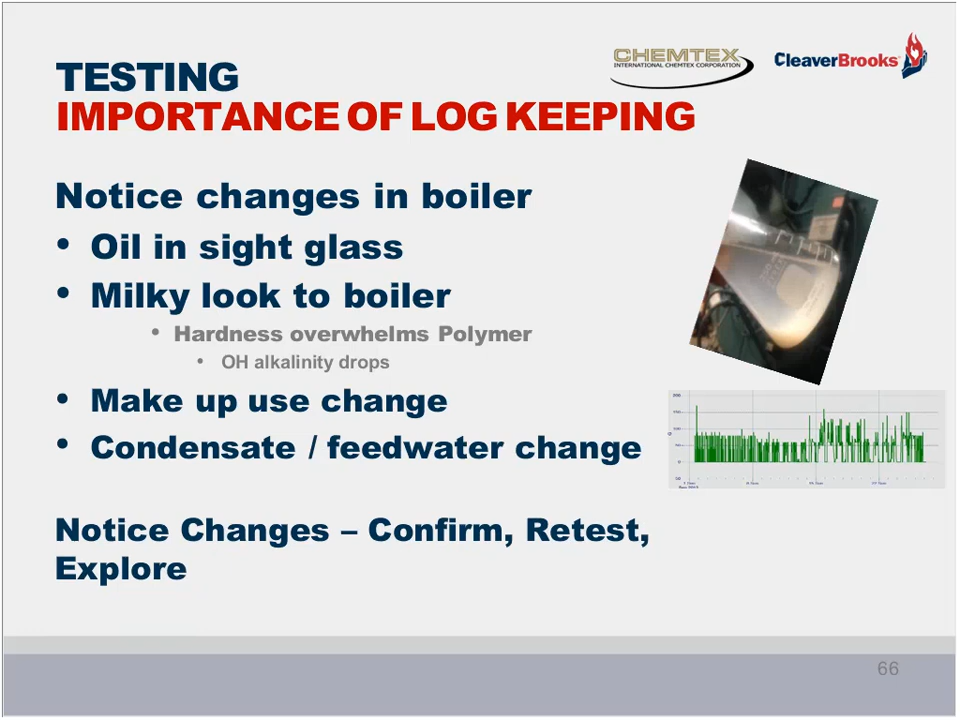 TESTING
IMPORTANCE OF LOG KEEPING
CHEMTEX
INTERNATIONAL CHEMTEX CORPORATION
CleaverBrooks
Notice changes in boiler
• Oil in sight glass
• Milky look to boiler
• Hardness overwhelms Polymer
• OH alkalinity drops
• Make up use change
• Condensate / feedwater change
Notice Changes – Confirm, Retest,
Explore
66